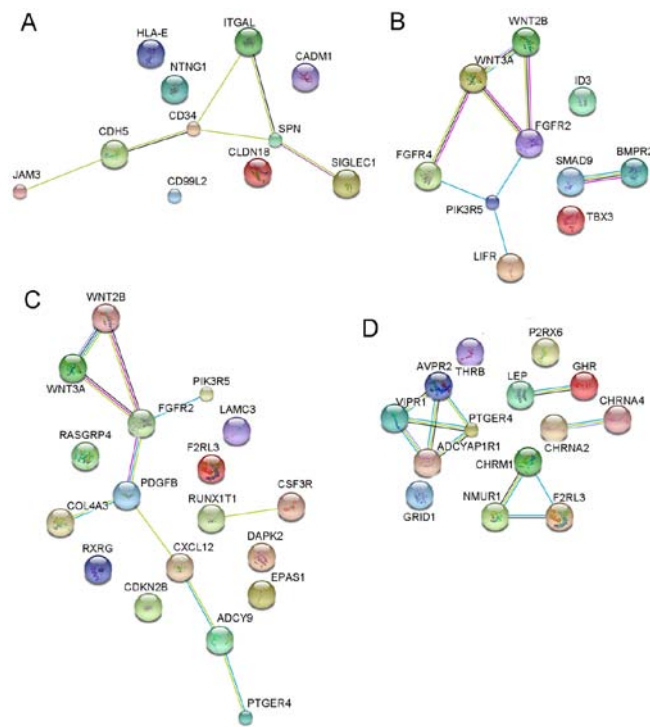 A
HLA-E
ITGAL
NTNG1
CADM1
CD34
CDH5
SPN
CLDN18
SIGLEC1
JAM3
CD99L2
B
WNT2B
WNT3A
ID3
FGFR2
FGFR4
SMAD9
BMPR2
PIK3R5
TBX3
LIFR
C
WNT2B
WNT3A
PIK3R5
FGFR2
LAMC3
RASGRP4
F2RL3
PDGFB
CSF3R
COL4A3
RUNX1T1
CXCL12
DAPK2
RXRG
EPAS1
CDKN2B
ADCY9
PTGER4
D
P2RX6
THRB
AVPR2
LEP
GHR
VIPR1
PTGER4
CHRNA4
ADCYAP1R1
CHRNA2
CHRM1
GRID1
NMUR1
F2RL3